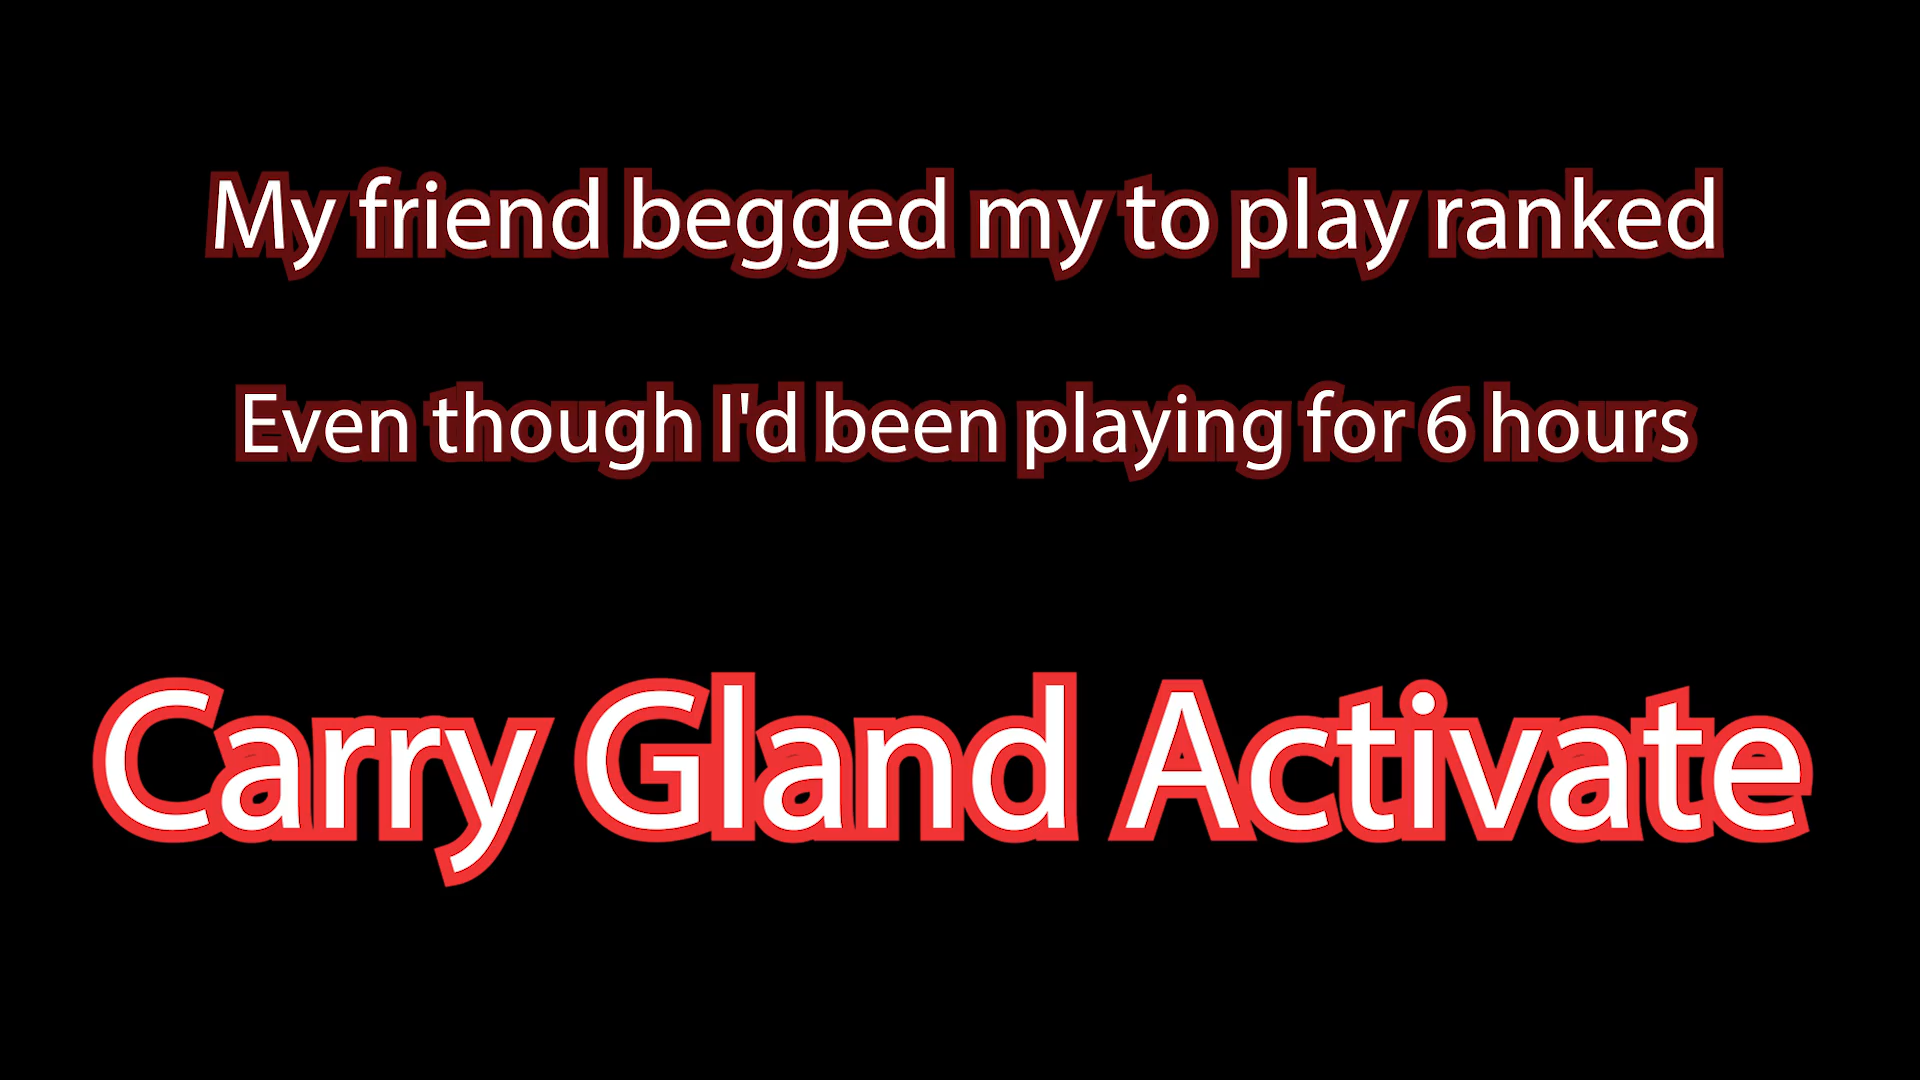 My friend begged my to play ranked
Even though I'd been playing for 6 hours
Carry Gland Activate